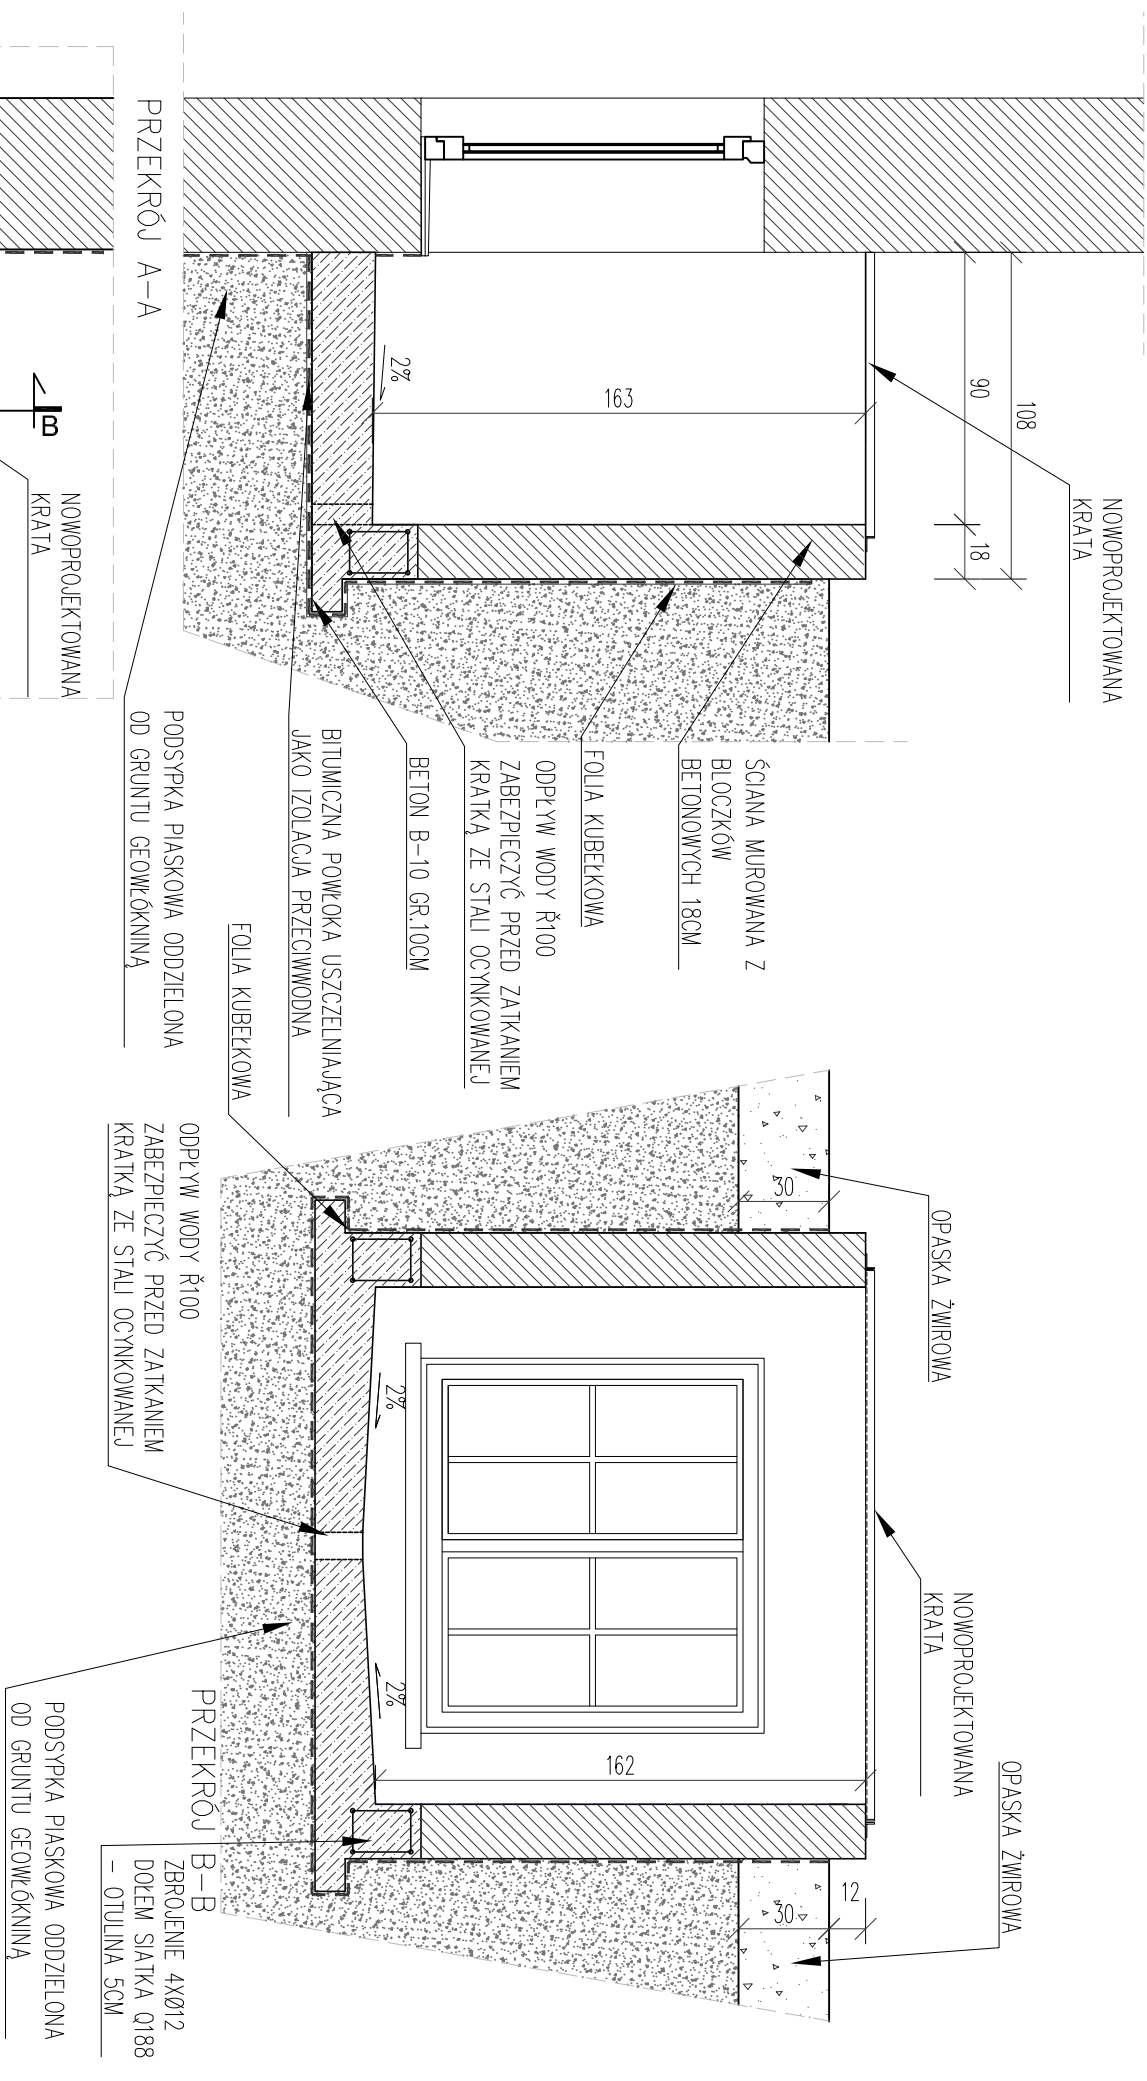 NOWOPROJEKTOWANA
KRATA
108
90
18
163
2%
ŚCIANA MUROWANA Z
BLOCZKÓW
BETONOWYCH 18CM
FOLIA KUBEŁKOWA
ODPŁYW WODY Ř100
ZABEZPIECZYĆ PRZED ZATKANIEM
KRATKĄ ZE STALI OCYNKOWANEJ
BETON B-10 GR.10CM
BITUMICZNA POWŁOKA USZCZELNIAJĄCA
JAKO IZOLACJA PRZECIWWODNA
PODSYPKA PIASKOWA ODDZIELONA
OD GRUNTU GEOWŁÓKNINĄ
PRZEKRÓJ A-A
B
NOWOPROJEKTOWANA
KRATA
OPASKA ŻWIROWA
NOWOPROJEKTOWANA
KRATA
OPASKA ŻWIROWA
30
12
30
162
2%
2%
FOLIA KUBEŁKOWA
ODPŁYW WODY Ř100
ZABEZPIECZYĆ PRZED ZATKANIEM
KRATKĄ ZE STALI OCYNKOWANEJ
PRZEKRÓJ B-B
ZBROJENIE 4XØ12
DOŁEM SIATKA Q188
- OTULINA 5CM
PODSYPKA PIASKOWA ODDZIELONA
OD GRUNTU GEOWŁÓKNINĄ